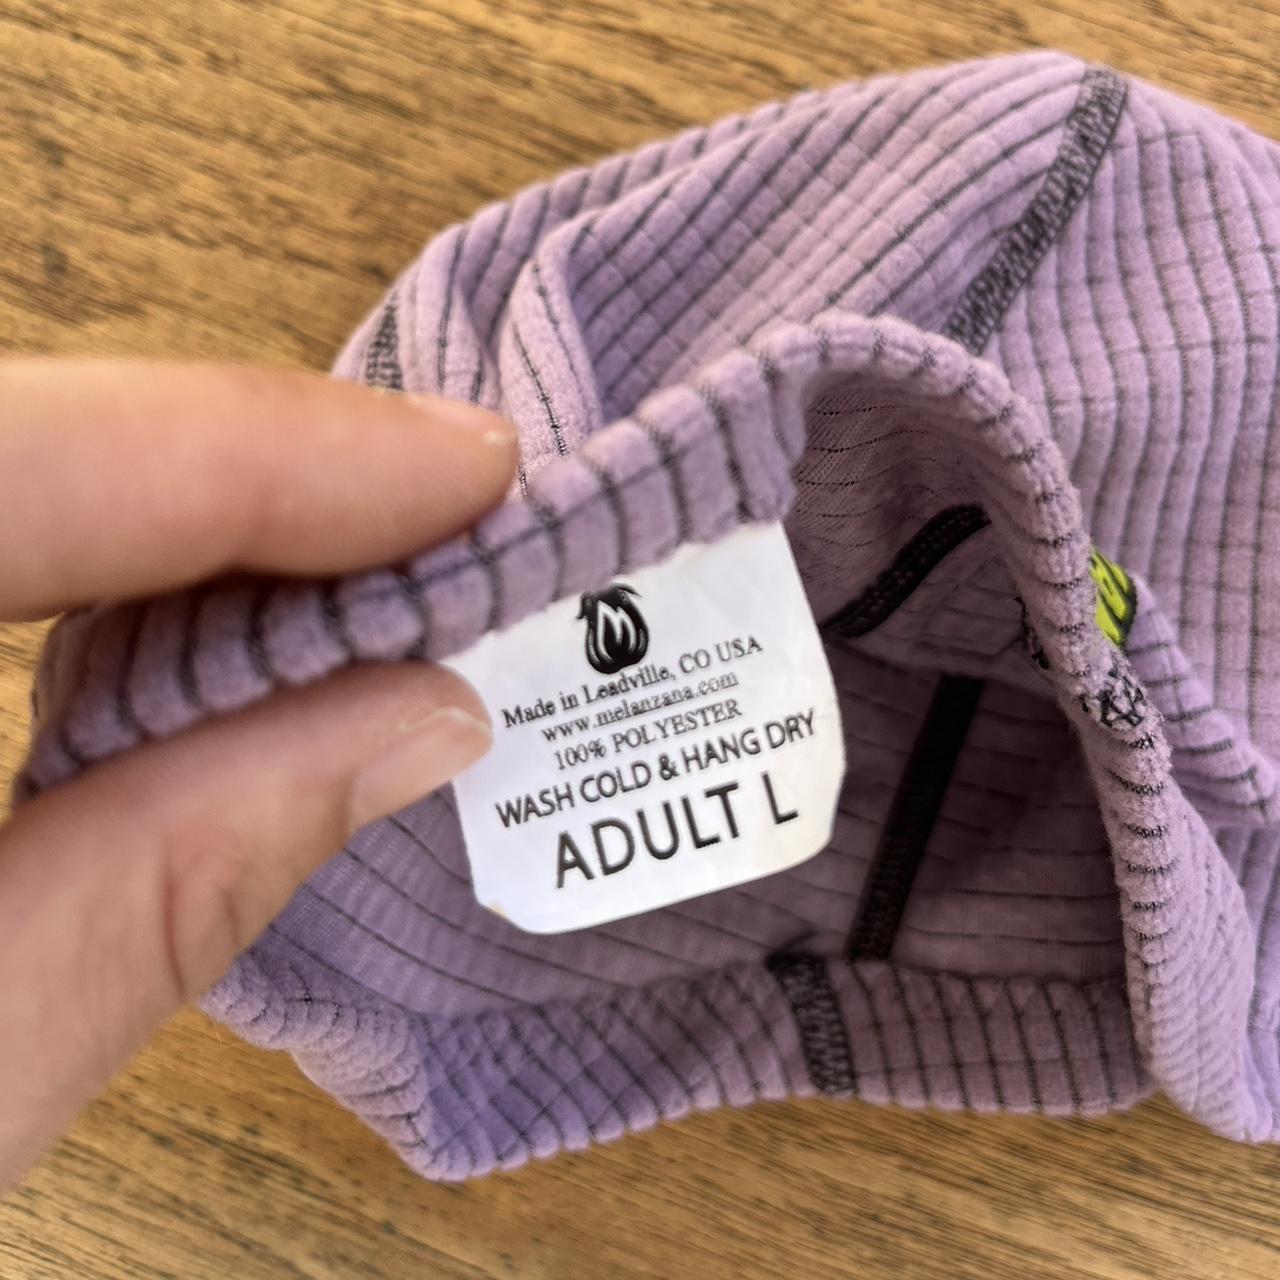 M
Made in Leadville, CO USA
www.melanzana.com
100% POLYESTER
WASH COLD & HANG DRY
ADULT L